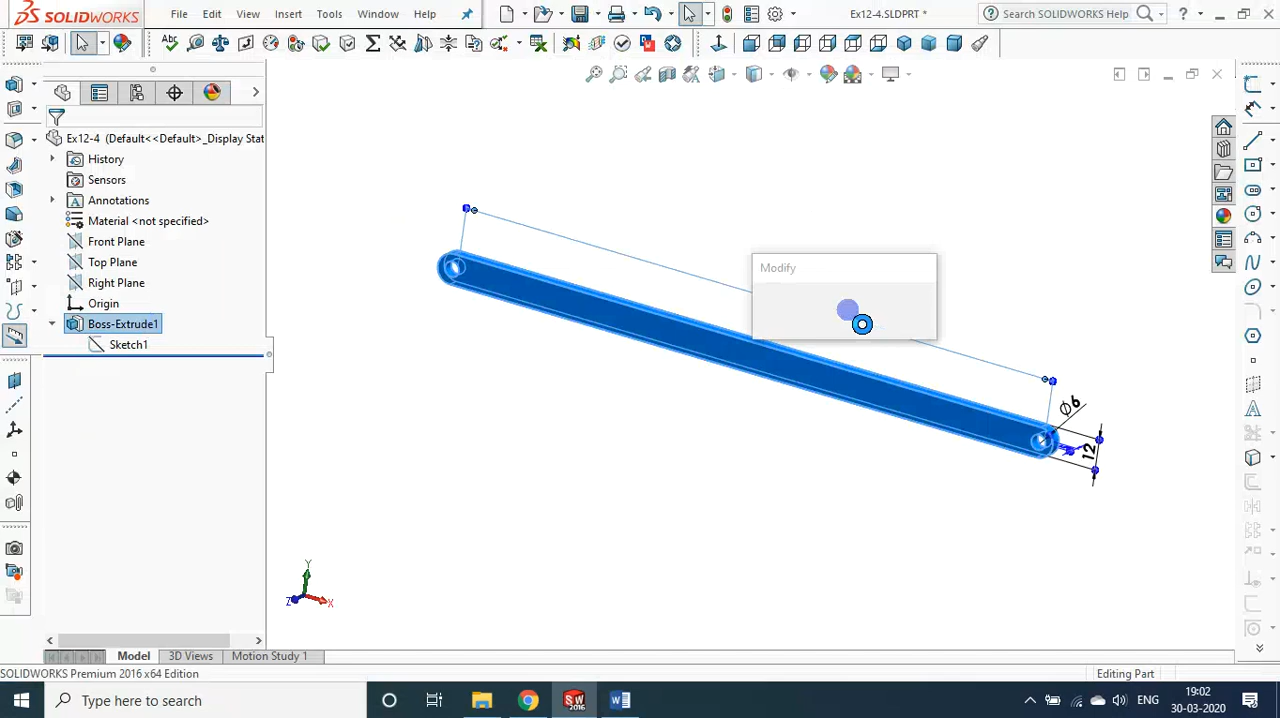 SOLIDWORKS File Edit View Insert Tools Window Help Ex12-4.SLDPRT * Search SOLIDWORKS Help
Modify
Ex12-4 (Default<<Default>_Display Stat
History
Sensors
Annotations
Material <not specified>
Front Plane
Top Plane
Right Plane
Origin
Boss-Extrude1
Sketch1
Ø6
12
Y
Z X
Model 3D Views Motion Study 1
SOLIDWORKS Premium 2016 x64 Edition Editing Part
Type here to search ENG 19:02
30-03-2020